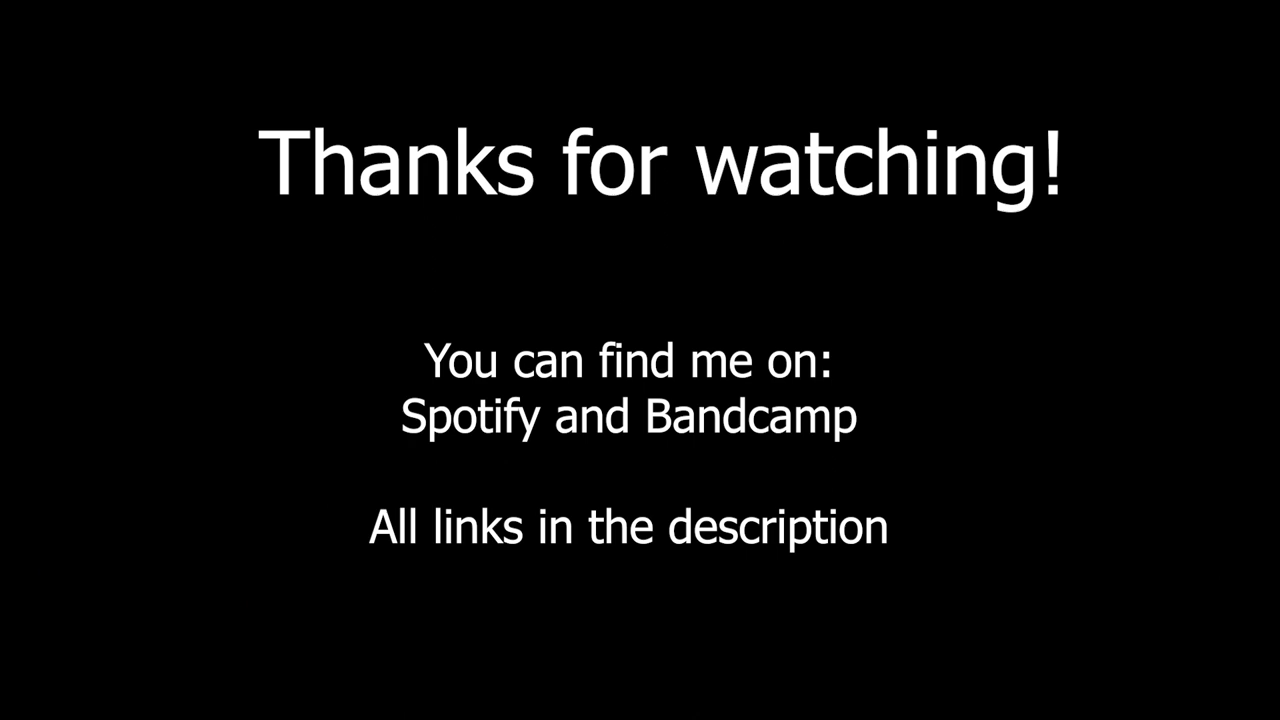 Thanks for watching!
You can find me on:
Spotify and Bandcamp
All links in the description